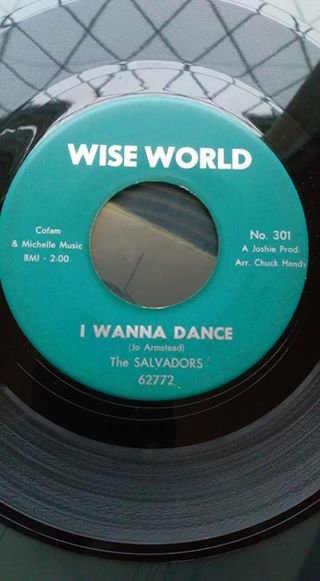 WISE WORLD
Cofam
& Michelle Music
BMI - 2:00
No. 301
A Joshie Prod.
Arr. Chuck Handy
I WANNA DANCE
(Jo Armstead)
The SALVADORS
62772